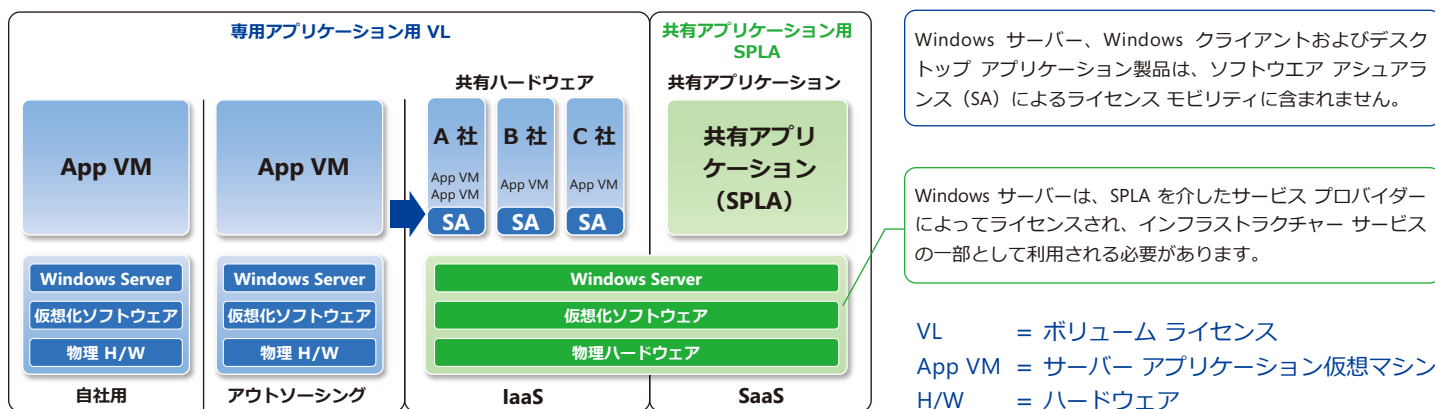 専用アプリケーション用 VL
共有アプリケーション用
SPLA
共有ハードウェア
共有アプリケーション
App VM
App VM
A 社
App VM
App VM
SA
B 社
App VM
SA
C 社
App VM
SA
共有アプリ
ケーション
（SPLA）
Windows Server
仮想化ソフトウェア
物理 H/W
Windows Server
仮想化ソフトウェア
物理 H/W
Windows Server
仮想化ソフトウェア
物理ハードウェア
自社用
アウトソーシング
IaaS
SaaS
Windows サーバー、Windows クライアントおよびデスク
トップ アプリケーション製品は、ソフトウエア アシュアラ
ンス（SA）によるライセンス モビリティに含まれません。
Windows サーバーは、SPLA を介したサービス プロバイダー
によってライセンスされ、インフラストラクチャー サービス
の一部として利用される必要があります。
VL = ボリューム ライセンス
App VM = サーバー アプリケーション仮想マシン
H/W = ハードウェア